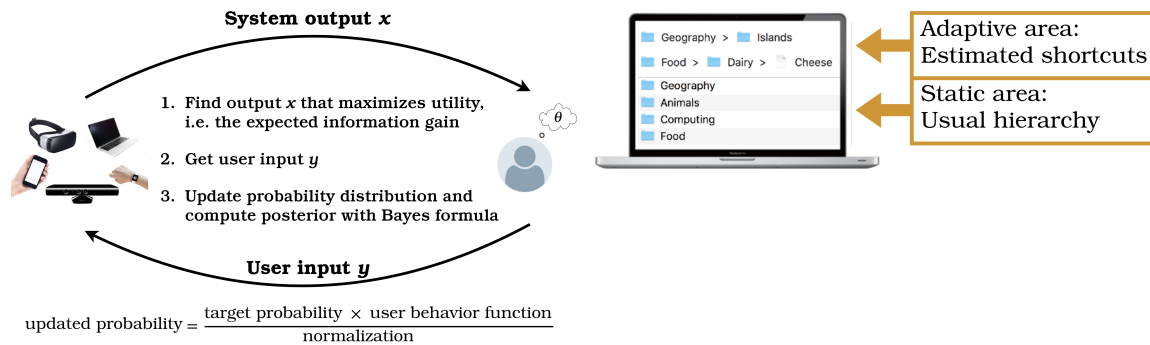 System output x
1. Find output x that maximizes utility,
i.e. the expected information gain
2. Get user input y
3. Update probability distribution and
compute posterior with Bayes formula
θ
User input y
updated probability = target probability × user behavior function
normalization
Geography > Islands
Food > Dairy > Cheese
Geography
Animals
Computing
Food
Adaptive area:
Estimated shortcuts
Static area:
Usual hierarchy